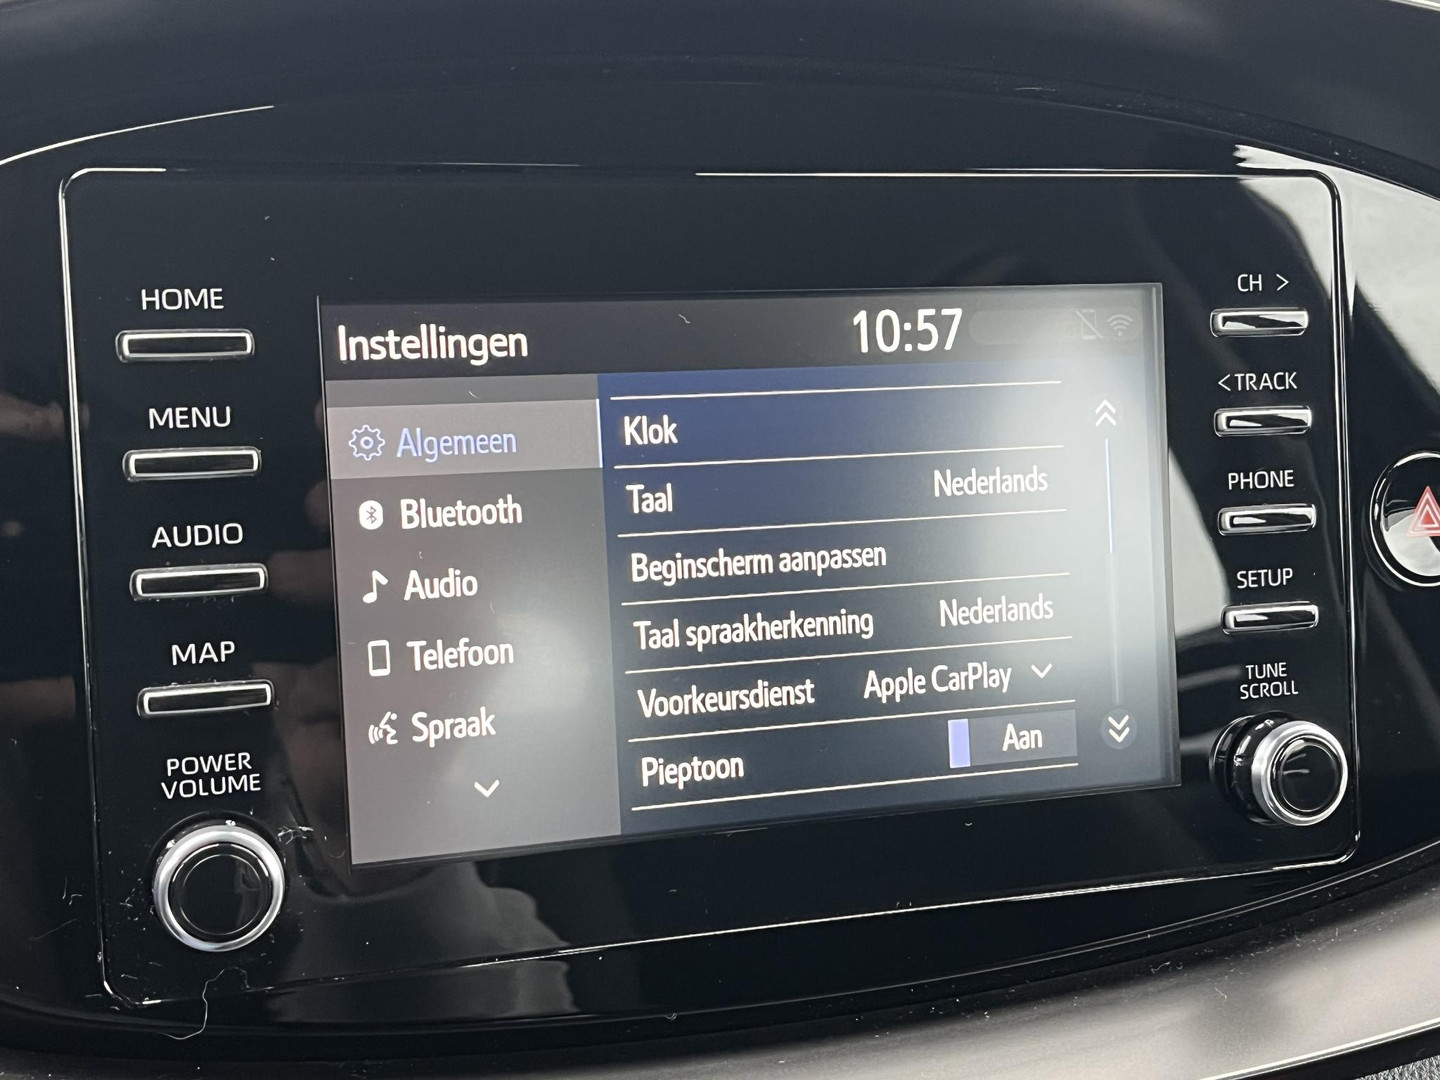 HOME
MENU
AUDIO
MAP
POWER
VOLUME
Instellingen
10:57
Algemeen
Bluetooth
Audio
Telefoon
Spraak
Klok
Taal Nederlands
Beginscherm aanpassen
Taal spraakherkenning Nederlands
Voorkeursdienst Apple CarPlay
Pieptoon Aan
CH >
< TRACK
PHONE
SETUP
TUNE
SCROLL